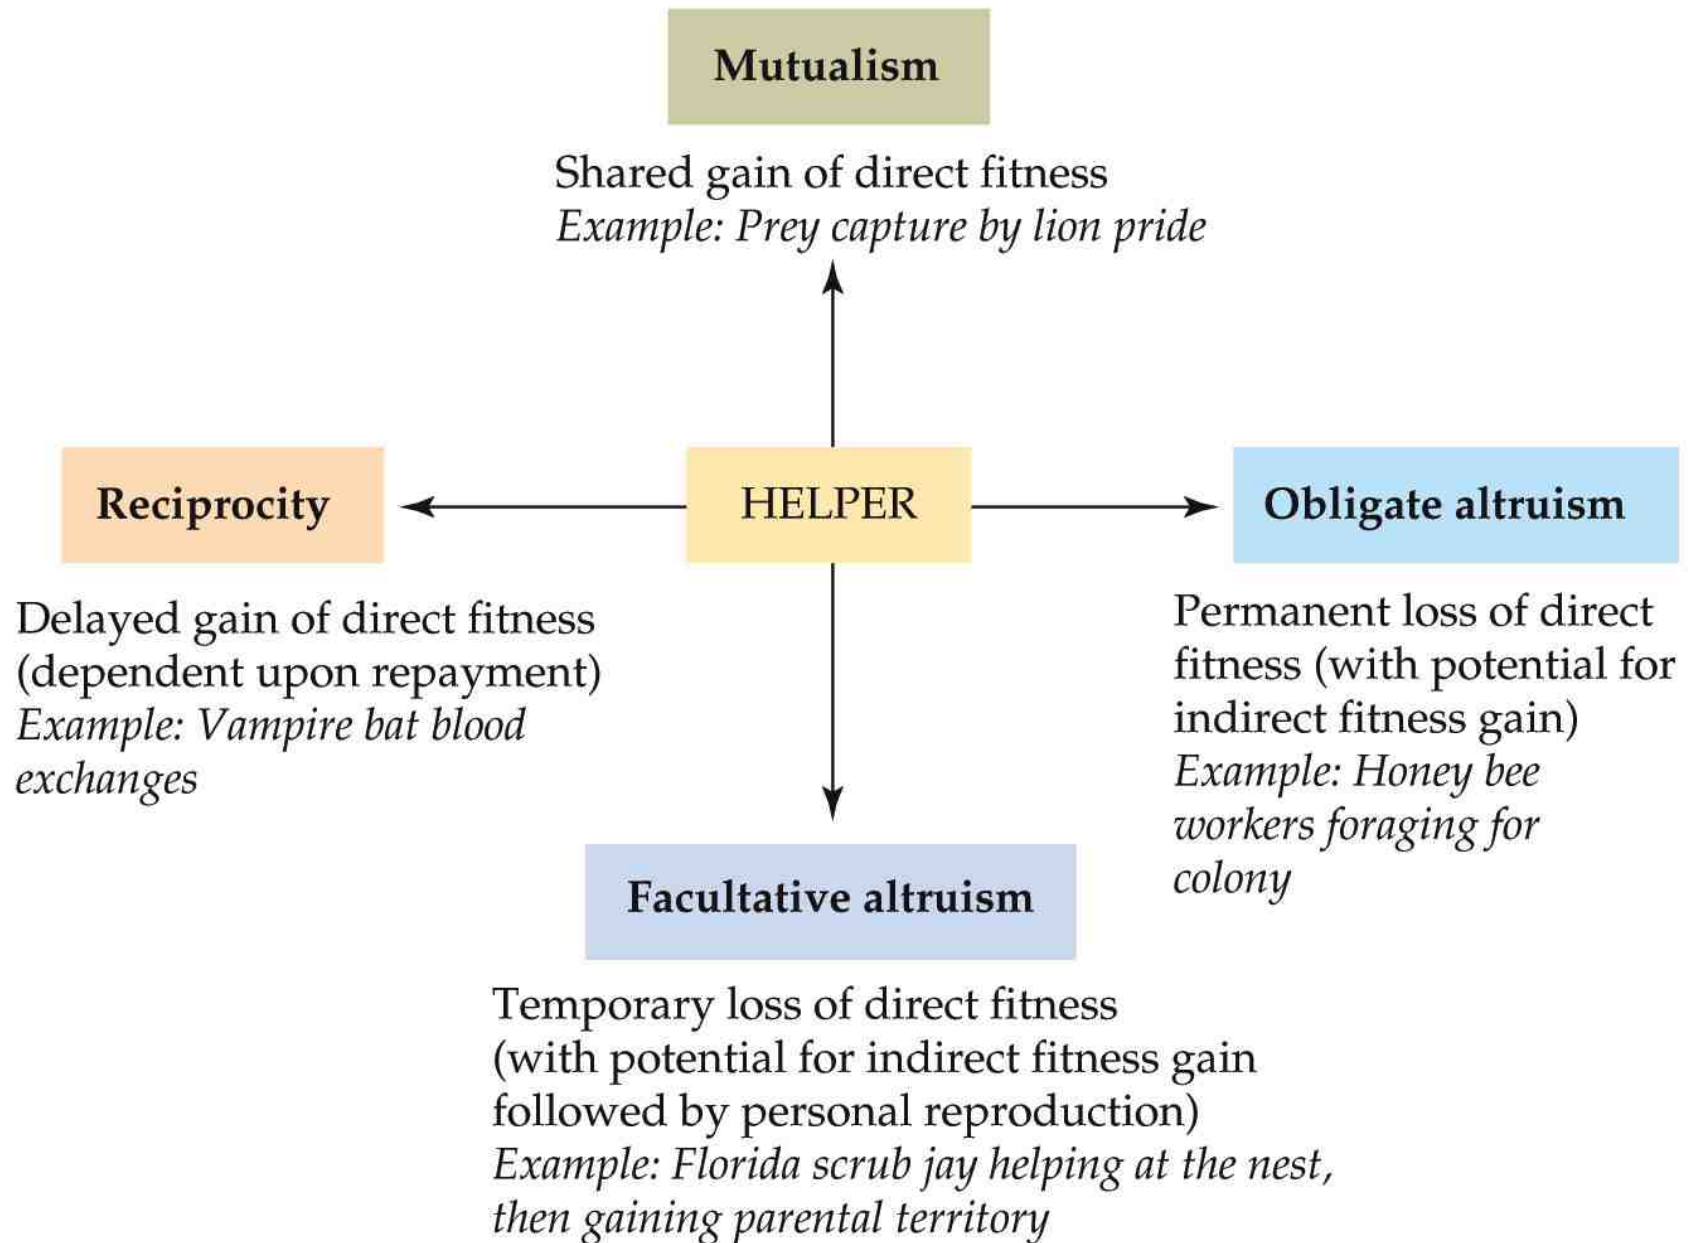 Mutualism
Shared gain of direct fitness
Example: Prey capture by lion pride
Reciprocity
Delayed gain of direct fitness
(dependent upon repayment)
Example: Vampire bat blood
exchanges
HELPER
Obligate altruism
Permanent loss of direct
fitness (with potential for
indirect fitness gain)
Example: Honey bee
workers foraging for
colony
Facultative altruism
Temporary loss of direct fitness
(with potential for indirect fitness gain
followed by personal reproduction)
Example: Florida scrub jay helping at the nest,
then gaining parental territory